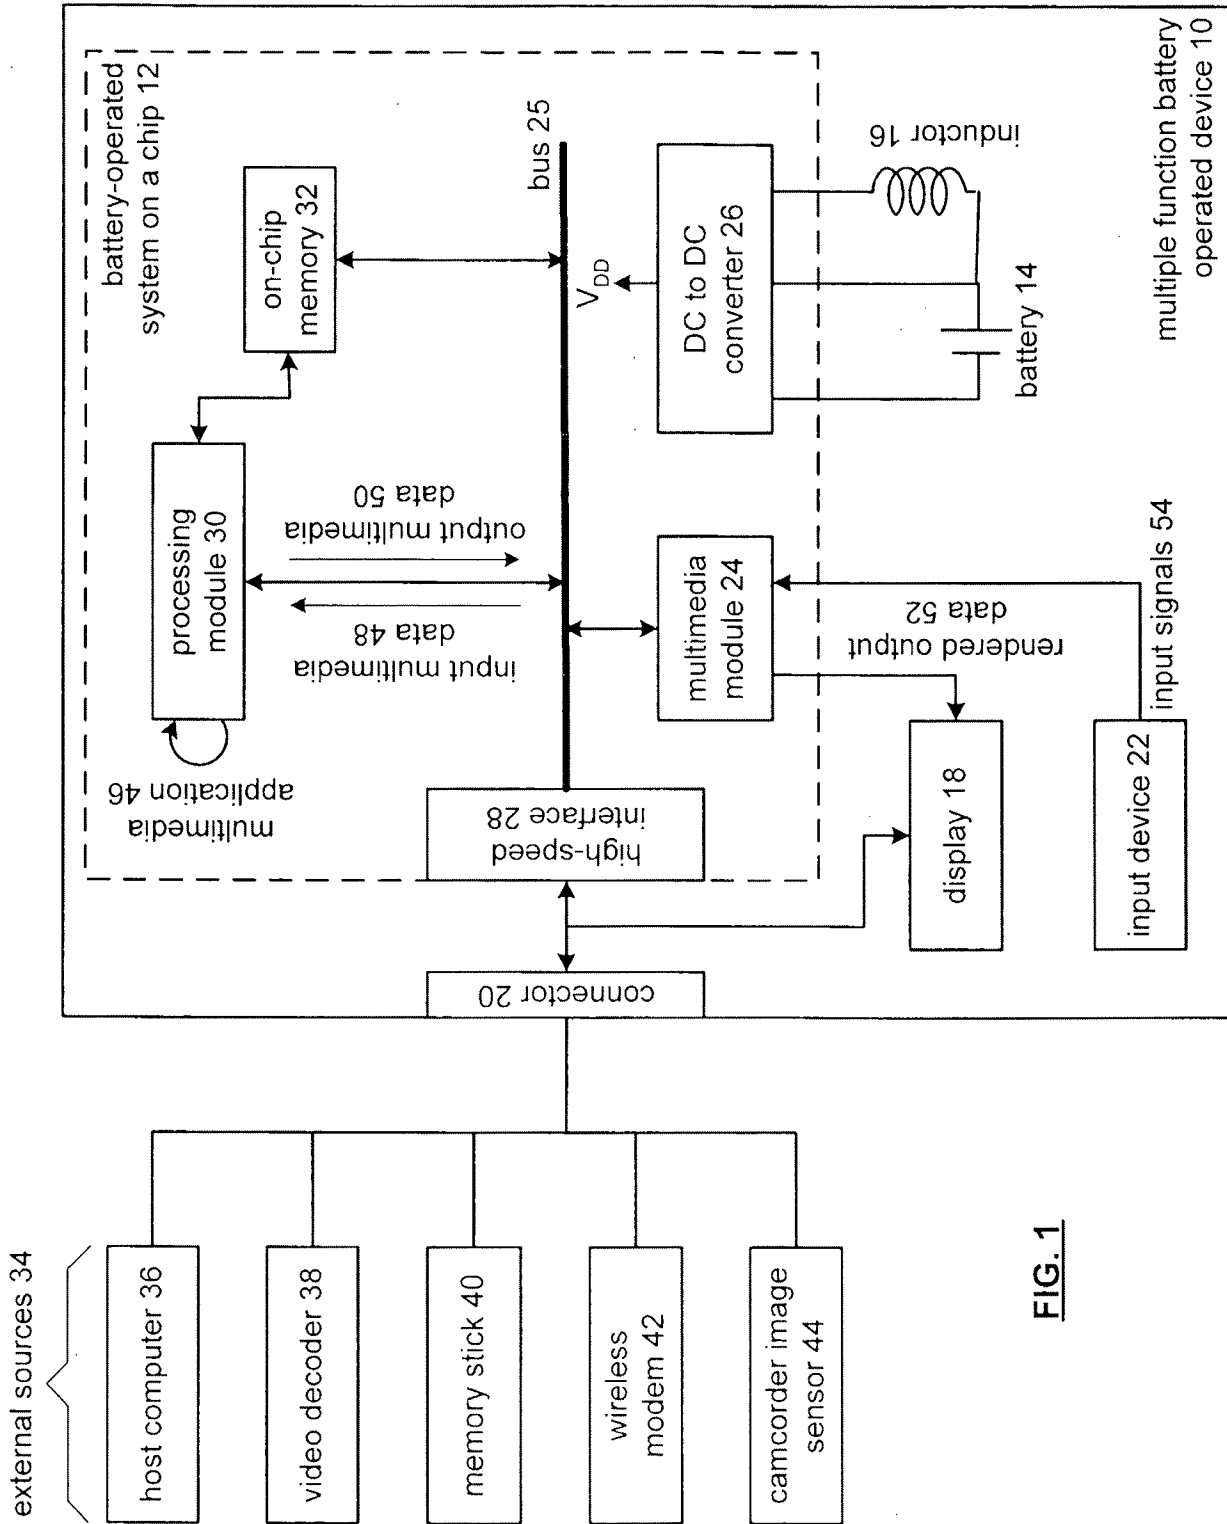 external sources 34
host computer 36
video decoder 38
memory stick 40
wireless
modem 42
camcorder image
sensor 44
connector 20
high-speed
interface 28
multimedia
application 46
processing
module 30
input multimedia
data 48
output multimedia
data 50
on-chip
memory 32
battery-operated
system on a chip 12
bus 25
multimedia
module 24
V_DD
DC to DC
converter 26
rendered output
data 52
display 18
input device 22
input signals 54
battery 14
inductor 16
multiple function battery
operated device 10
FIG. 1